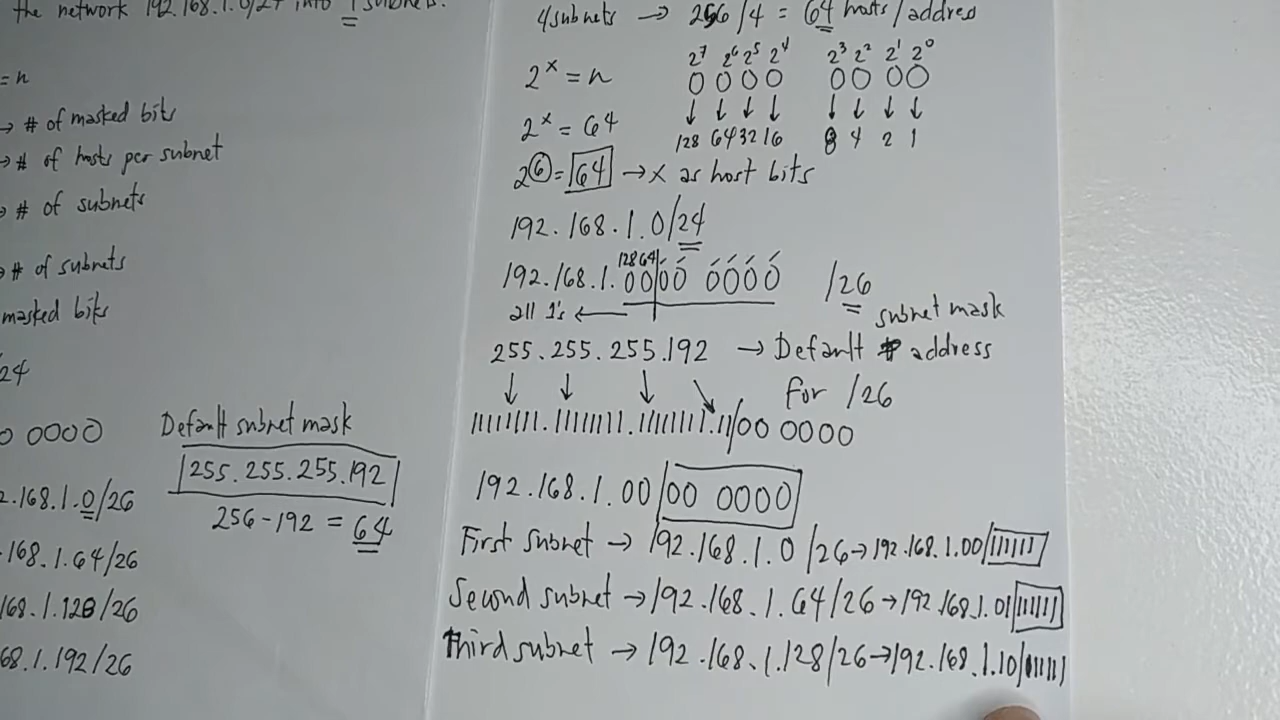 the network 192.168.1.0/24 into subnets.
= n
→ # of masked bits
→ # of hosts per subnet
→ # of subnets
→ # of subnets
masked bits
/24
0 0000
Default subnet mask
255.255.255.192
256-192 = 64
2.168.1.0/26
168.1.64/26
168.1.128/26
68.1.192/26
4 subnets → 256/4 = 64 hosts/address
2^7 2^6 2^5 2^4 2^3 2^2 2^1 2^0
2^x = n 0 0 0 0 0 0 0 0
↓ ↓ ↓ ↓ ↓ ↓ ↓ ↓
2^x = 64 128 64 32 16 8 4 2 1
2^6 = 64 → x as host bits
192.168.1.0/24
128 64
192.168.1.00|00 0000 /26
all 1's ← subnet mask
255.255.255.192 → Default address
for /26
11111111.11111111.11111111.11/00 0000
192.168.1.00/00 0000
First subnet → 192.168.1.0/26→192.168.1.00/111111
Second subnet → 192.168.1.64/26→192.168.1.01/111111
Third subnet → 192.168.1.128/26→192.168.1.10/111111